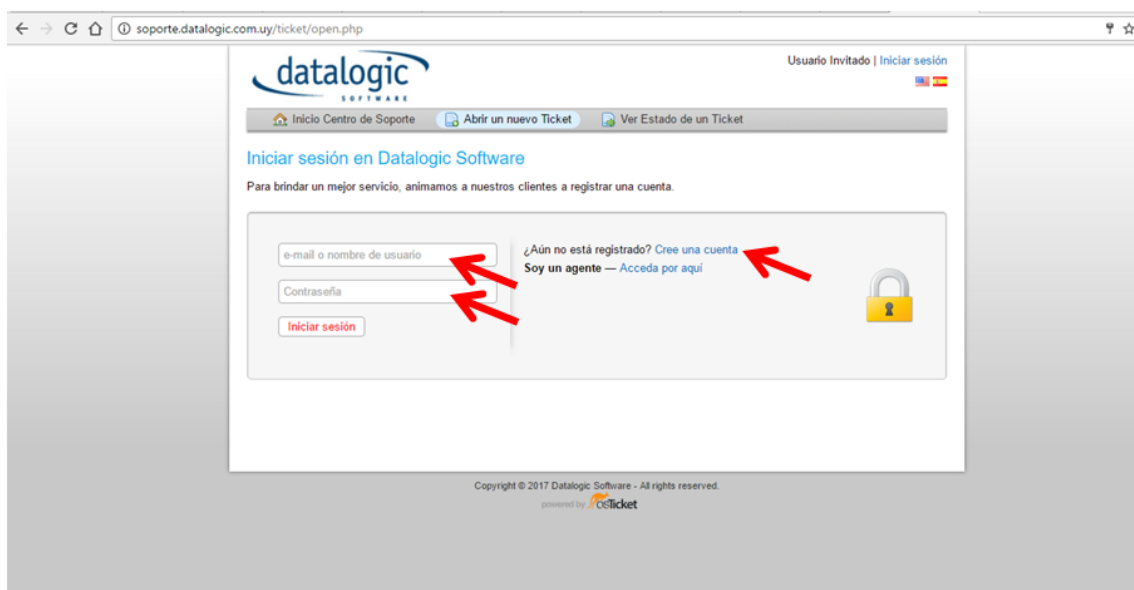 soporte.datalogic.com.uy/ticket/open.php
datalogic
SOFTWARE
Usuario Invitado | Iniciar sesión
Inicio Centro de Soporte Abrir un nuevo Ticket Ver Estado de un Ticket
Iniciar sesión en Datalogic Software
Para brindar un mejor servicio, animamos a nuestros clientes a registrar una cuenta.
e-mail o nombre de usuario
Contraseña
Iniciar sesión
¿Aún no está registrado? Cree una cuenta
Soy un agente — Acceda por aquí
Copyright © 2017 Datalogic Software - All rights reserved.
powered by osTicket